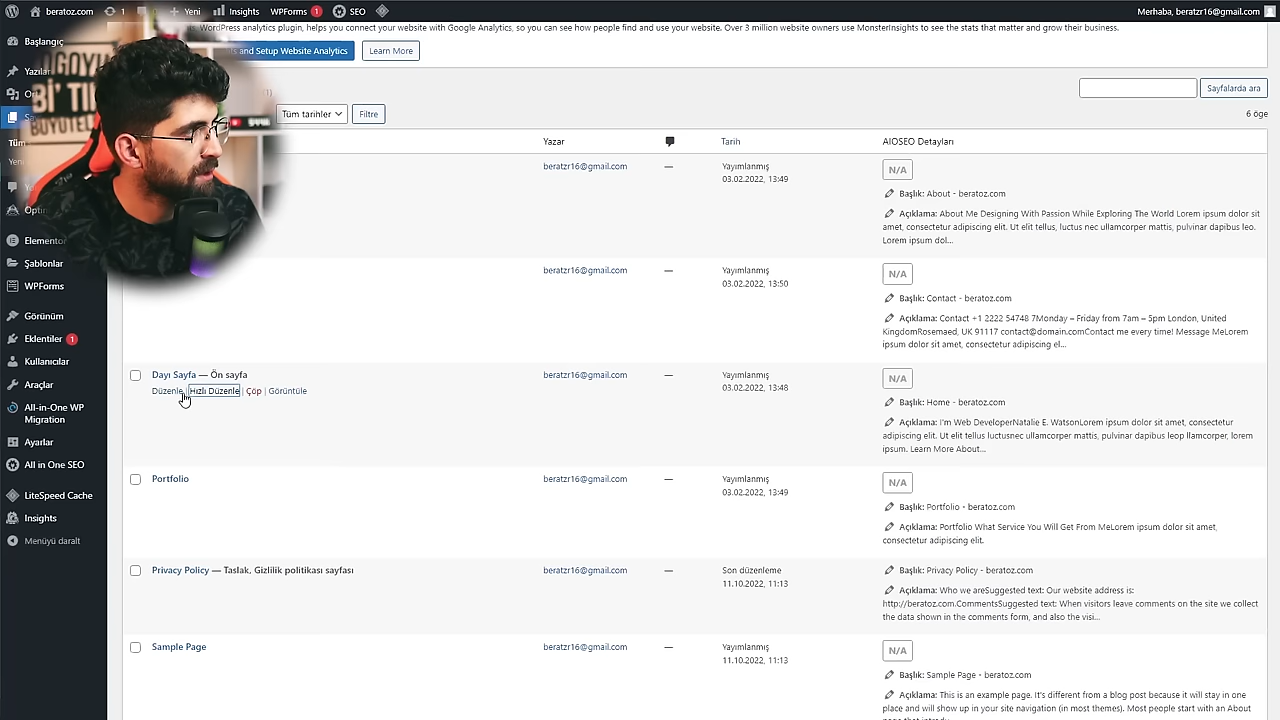 beratoz.com 1 Yeni Insights WPForms 1 SEO
Merhaba, beratzr16@gmail.com
Başlangıç
WordPress analytics plugin, helps you connect your website with Google Analytics, so you can see how people find and use your website. Over 3 million website owners use MonsterInsights to see the stats that matter and grow their business.
and Setup Website Analytics
Learn More
Yazıla
GOYU
Bİ' TI
BÜYÜTEL
(1)
Sayfalarda ara
Tüm tarihler
Filtre
6 öge
Tüm
Yazar
Tarih
AIOSEO Detayları
beratzr16@gmail.com
—
Yayımlanmış
03.02.2022, 13:49
N/A
Başlık: About - beratoz.com
Açıklama: About Me Designing With Passion While Exploring The World Lorem ipsum dolor sit
amet, consectetur adipiscing elit. Ut elit tellus, luctus nec ullamcorper mattis, pulvinar dapibus leo.
Lorem ipsum dol...
Elementor
Şablonlar
WPForms
Görünüm
Eklentiler 1
Kullanıcılar
Araçlar
All-in-One WP
Migration
Ayarlar
All in One SEO
LiteSpeed Cache
Insights
Menüyü daralt
beratzr16@gmail.com
—
Yayımlanmış
03.02.2022, 13:50
N/A
Başlık: Contact - beratoz.com
Açıklama: Contact +1 2222 54748 7Monday – Friday from 7am – 5pm London, United
KingdomRosemaed, UK 91117 contact@domain.comContact me every time! Message MeLorem
ipsum dolor sit amet, consectetur adipiscing el...
Dayı Sayfa — Ön sayfa
Düzenle | Hızlı Düzenle | Çöp | Görüntüle
beratzr16@gmail.com
—
Yayımlanmış
03.02.2022, 13:48
N/A
Başlık: Home - beratoz.com
Açıklama: I'm Web DeveloperNatalie E. WatsonLorem ipsum dolor sit amet, consectetur
adipiscing elit. Ut elit tellus luctusnec ullamcorper mattis, pulvinar dapibus leop llamcorper, lorem
ipsum. Learn More About...
Portfolio
beratzr16@gmail.com
—
Yayımlanmış
03.02.2022, 13:49
N/A
Başlık: Portfolio - beratoz.com
Açıklama: Portfolio What Service You Will Get From MeLorem ipsum dolor sit amet,
consectetur adipiscing elit.
Privacy Policy — Taslak, Gizlilik politikası sayfası
beratzr16@gmail.com
—
Son düzenleme
11.10.2022, 11:13
Başlık: Privacy Policy - beratoz.com
Açıklama: Who we areSuggested text: Our website address is:
http://beratoz.com.CommentsSuggested text: When visitors leave comments on the site we collect
the data shown in the comments form, and also the visi...
Sample Page
beratzr16@gmail.com
—
Yayımlanmış
11.10.2022, 11:13
N/A
Başlık: Sample Page - beratoz.com
Açıklama: This is an example page. It's different from a blog post because it will stay in one
place and will show up in your site navigation (in most themes). Most people start with an About